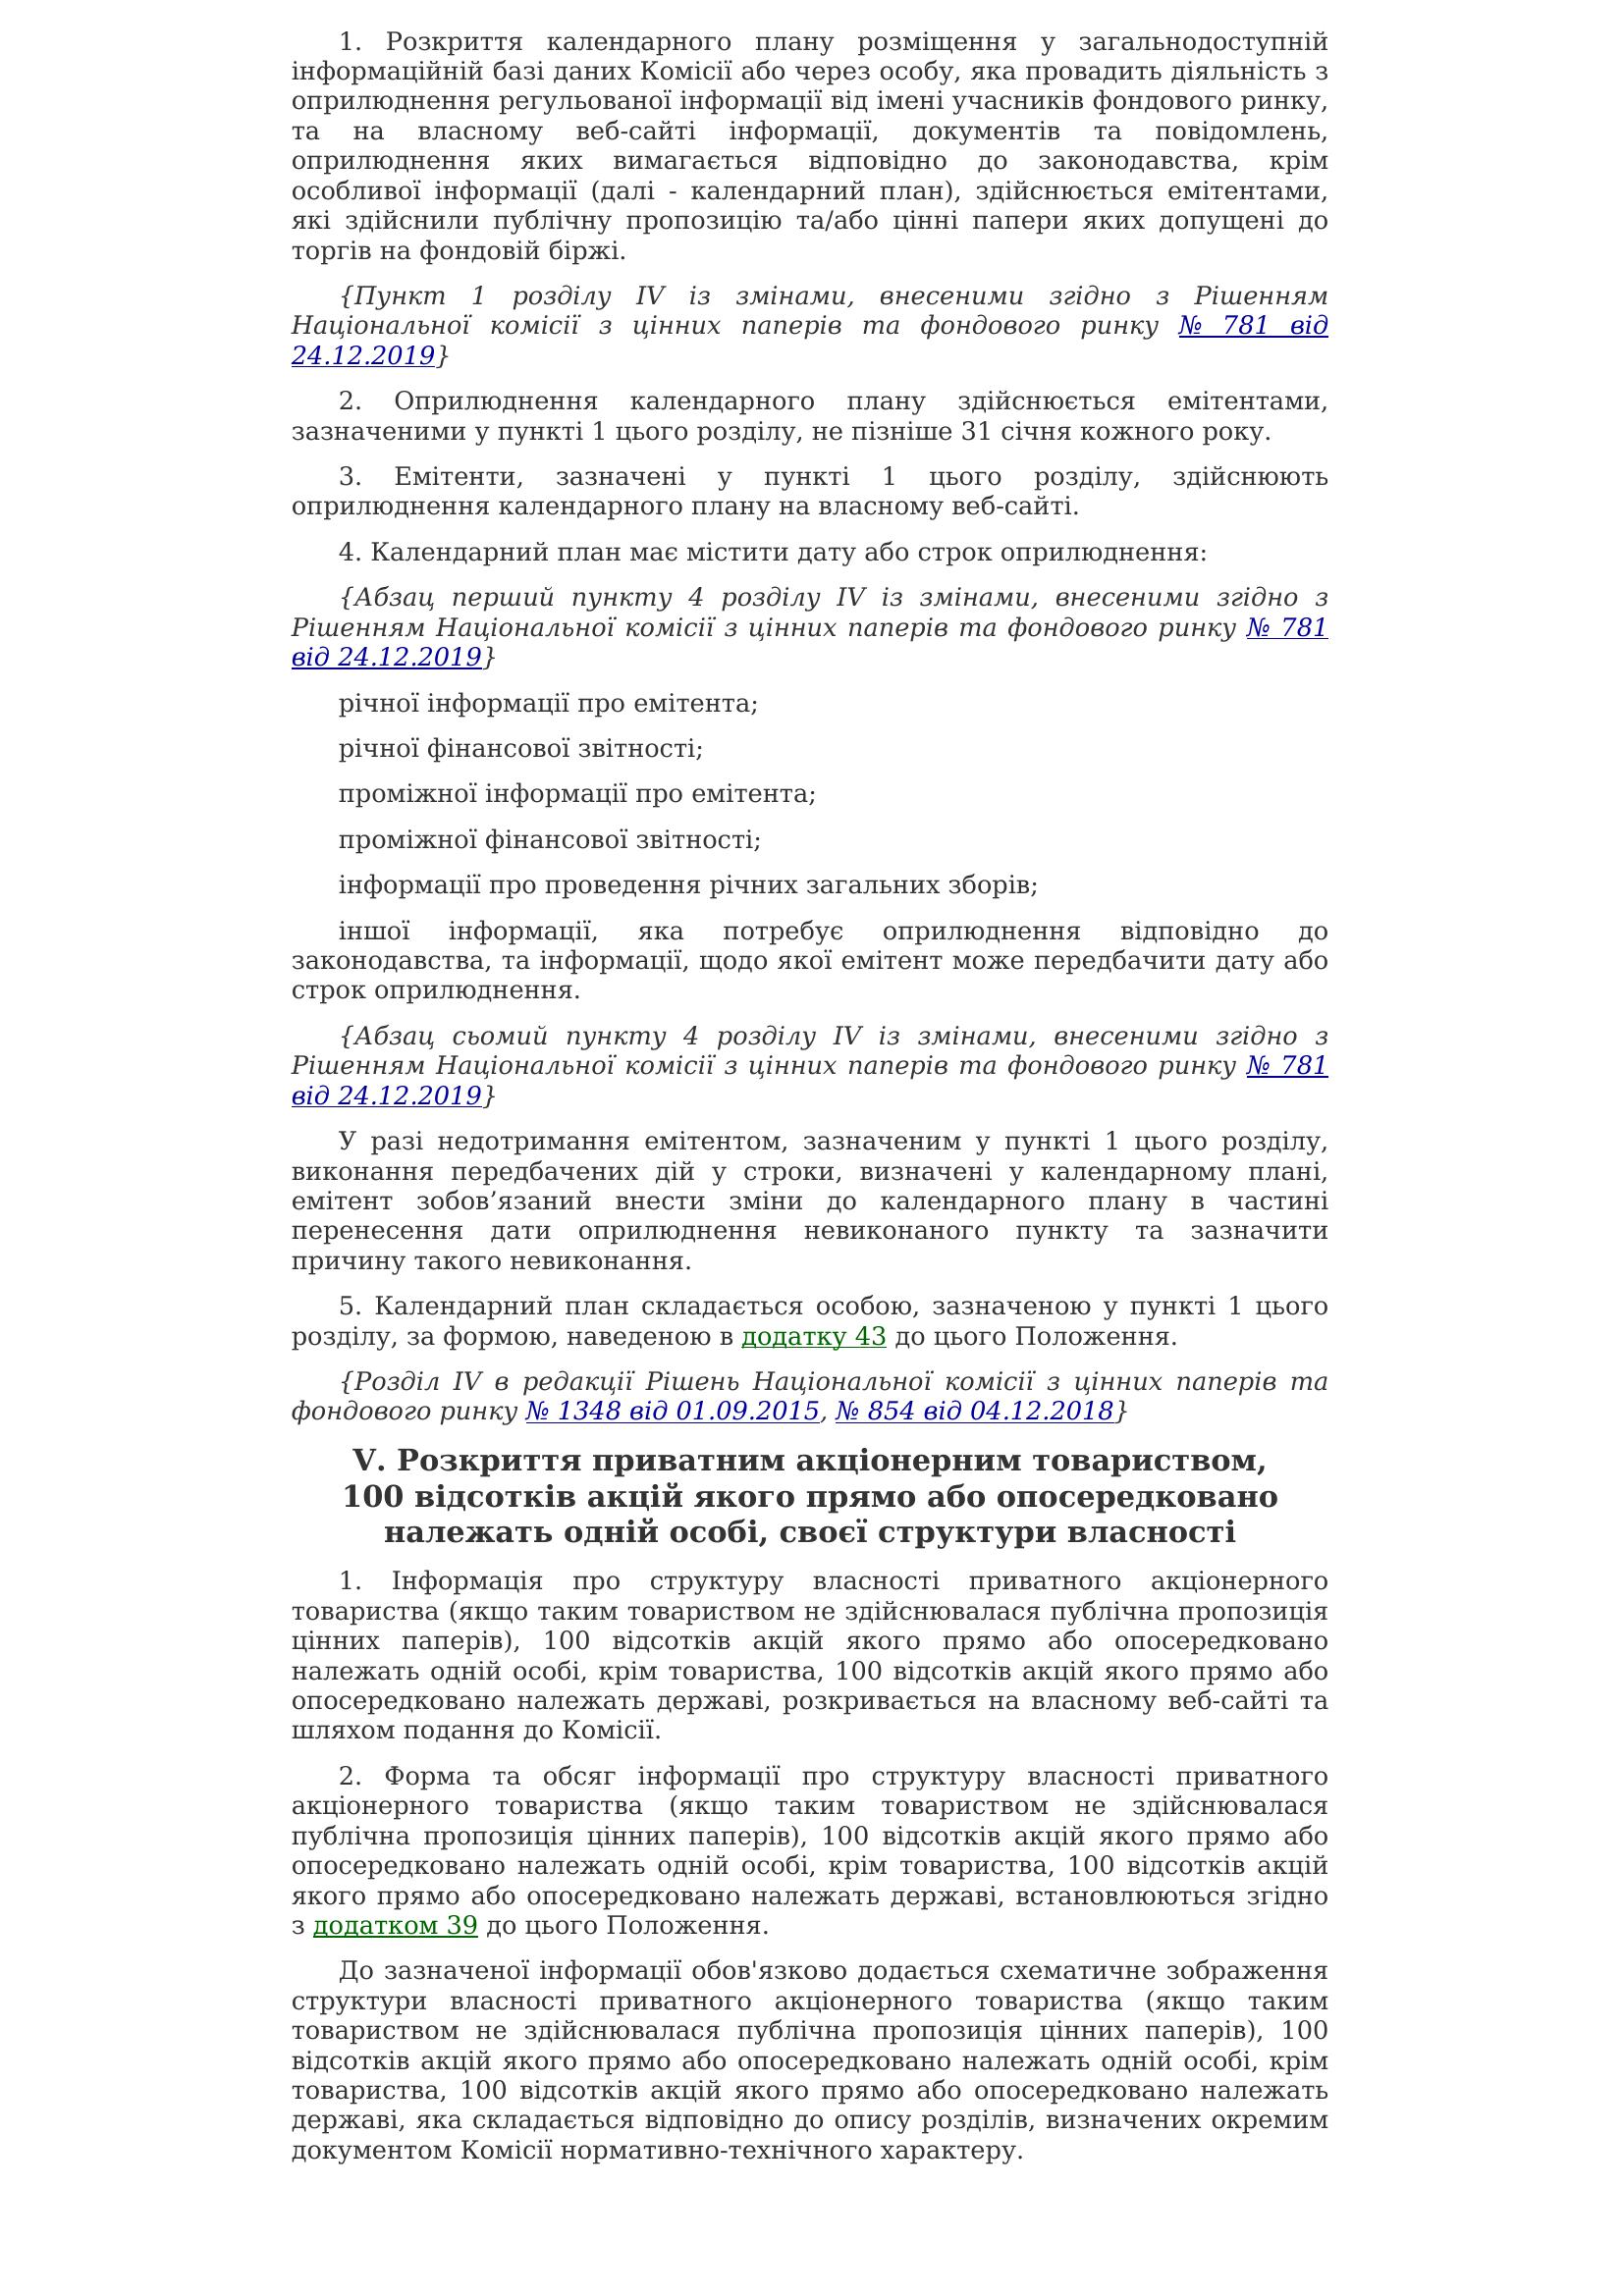 1. Розкриття календарного плану розміщення у загальнодоступній
інформаційній базі даних Комісії або через особу, яка провадить діяльність з
оприлюднення регульованої інформації від імені учасників фондового ринку,
та на власному веб-сайті інформації, документів та повідомлень,
оприлюднення яких вимагається відповідно до законодавства, крім
особливої інформації (далі - календарний план), здійснюється емітентами,
які здійснили публічну пропозицію та/або цінні папери яких допущені до
торгів на фондовій біржі.
{Пункт 1 розділу IV із змінами, внесеними згідно з Рішенням
Національної комісії з цінних паперів та фондового ринку № 781 від
24.12.2019}
2. Оприлюднення календарного плану здійснюється емітентами,
зазначеними у пункті 1 цього розділу, не пізніше 31 січня кожного року.
3. Емітенти, зазначені у пункті 1 цього розділу, здійснюють
оприлюднення календарного плану на власному веб-сайті.
4. Календарний план має містити дату або строк оприлюднення:
{Абзац перший пункту 4 розділу IV із змінами, внесеними згідно з
Рішенням Національної комісії з цінних паперів та фондового ринку № 781
від 24.12.2019}
річної інформації про емітента;
річної фінансової звітності;
проміжної інформації про емітента;
проміжної фінансової звітності;
інформації про проведення річних загальних зборів;
іншої інформації, яка потребує оприлюднення відповідно до
законодавства, та інформації, щодо якої емітент може передбачити дату або
строк оприлюднення.
{Абзац сьомий пункту 4 розділу IV із змінами, внесеними згідно з
Рішенням Національної комісії з цінних паперів та фондового ринку № 781
від 24.12.2019}
У разі недотримання емітентом, зазначеним у пункті 1 цього розділу,
виконання передбачених дій у строки, визначені у календарному плані,
емітент зобов’язаний внести зміни до календарного плану в частині
перенесення дати оприлюднення невиконаного пункту та зазначити
причину такого невиконання.
5. Календарний план складається особою, зазначеною у пункті 1 цього
розділу, за формою, наведеною в додатку 43 до цього Положення.
{Розділ IV в редакції Рішень Національної комісії з цінних паперів та
фондового ринку № 1348 від 01.09.2015, № 854 від 04.12.2018}
V. Розкриття приватним акціонерним товариством,
100 відсотків акцій якого прямо або опосередковано
належать одній особі, своєї структури власності
1. Інформація про структуру власності приватного акціонерного
товариства (якщо таким товариством не здійснювалася публічна пропозиція
цінних паперів), 100 відсотків акцій якого прямо або опосередковано
належать одній особі, крім товариства, 100 відсотків акцій якого прямо або
опосередковано належать державі, розкривається на власному веб-сайті та
шляхом подання до Комісії.
2. Форма та обсяг інформації про структуру власності приватного
акціонерного товариства (якщо таким товариством не здійснювалася
публічна пропозиція цінних паперів), 100 відсотків акцій якого прямо або
опосередковано належать одній особі, крім товариства, 100 відсотків акцій
якого прямо або опосередковано належать державі, встановлюються згідно
з додатком 39 до цього Положення.
До зазначеної інформації обов'язково додається схематичне зображення
структури власності приватного акціонерного товариства (якщо таким
товариством не здійснювалася публічна пропозиція цінних паперів), 100
відсотків акцій якого прямо або опосередковано належать одній особі, крім
товариства, 100 відсотків акцій якого прямо або опосередковано належать
державі, яка складається відповідно до опису розділів, визначених окремим
документом Комісії нормативно-технічного характеру.